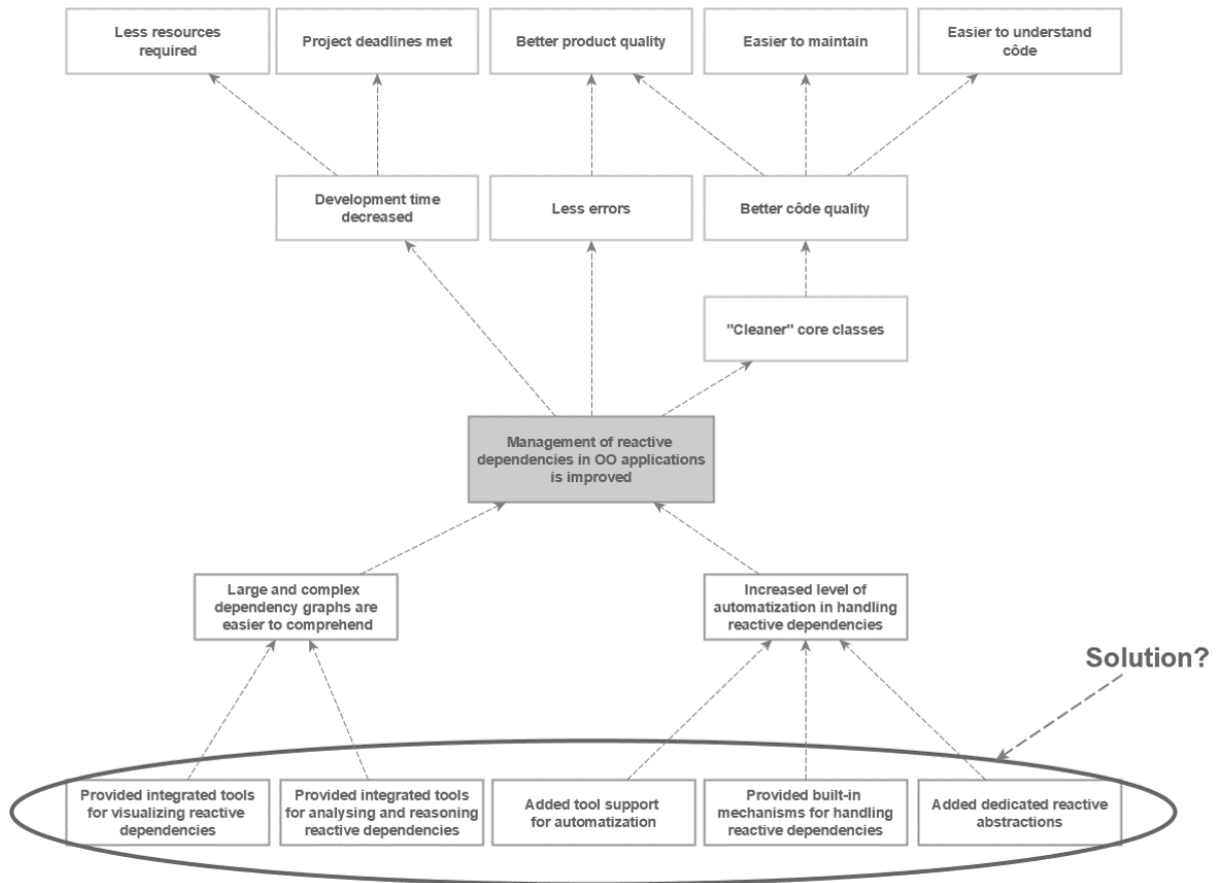 Less resources
required
Project deadlines met
Better product quality
Easier to maintain
Easier to understand
côde
Development time
decreased
Less errors
Better côde quality
"Cleaner" core classes
Management of reactive
dependencies in OO applications
is improved
Large and complex
dependency graphs are
easier to comprehend
Increased level of
automatization in handling
reactive dependencies
Solution?
Provided integrated tools
for visualizing reactive
dependencies
Provided integrated tools
for analysing and reasoning
reactive dependencies
Added tool support
for automatization
Provided built-in
mechanisms for handling
reactive dependencies
Added dedicated reactive
abstractions